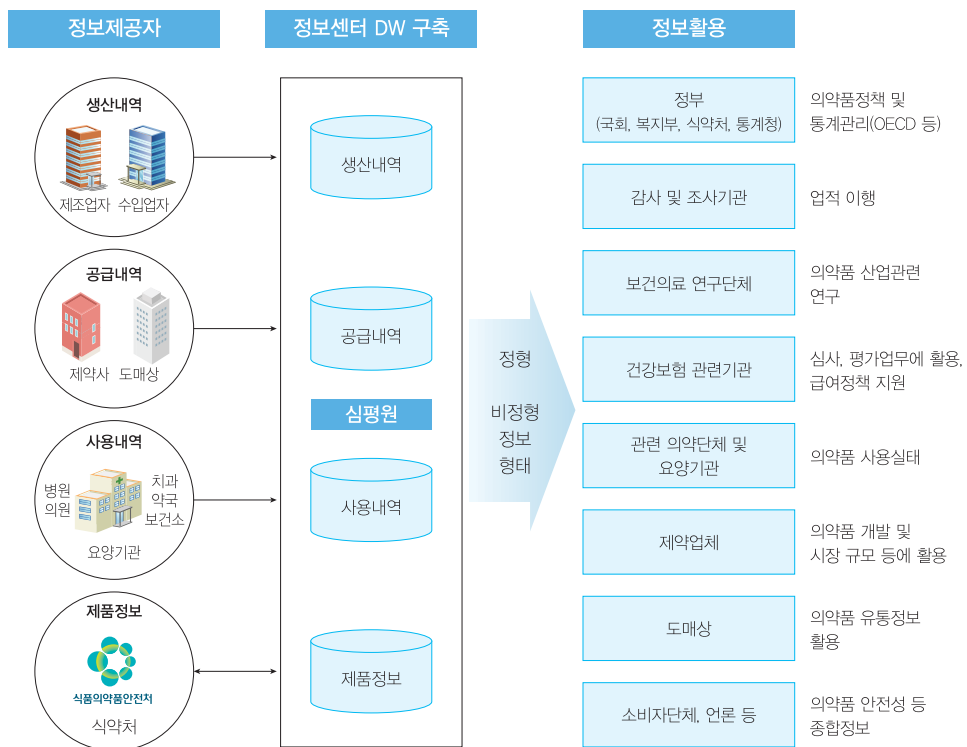 정보제공자
정보센터 DW 구축
정보활용
생산내역
제조업자 수입업자
공급내역
제약사 도매상
사용내역
병원
의원
치과
약국
보건소
요양기관
제품정보
식품의약품안전처
식약처
생산내역
공급내역
심평원
사용내역
제품정보
정형
비정형
정보
형태
정부
(국회, 복지부, 식약처, 통계청)
의약품정책 및
통계관리(OECD 등)
감사 및 조사기관
업적 이행
보건의료 연구단체
의약품 산업관련
연구
건강보험 관련기관
심사, 평가업무에 활용,
급여정책 지원
관련 의약단체 및
요양기관
의약품 사용실태
제약업체
의약품 개발 및
시장 규모 등에 활용
도매상
의약품 유통정보
활용
소비자단체, 언론 등
의약품 안전성 등
종합정보